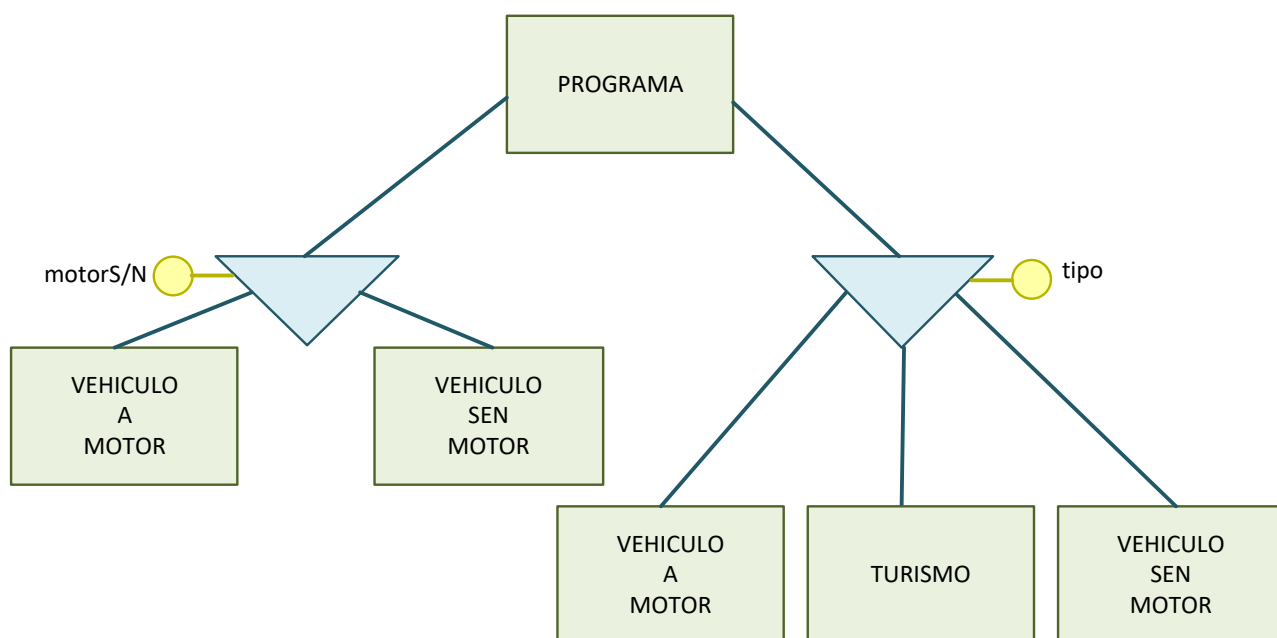 PROGRAMA
motorS/N
tipo
VEHICULO
A
MOTOR
VEHICULO
SEN
MOTOR
VEHICULO
A
MOTOR
TURISMO
VEHICULO
SEN
MOTOR